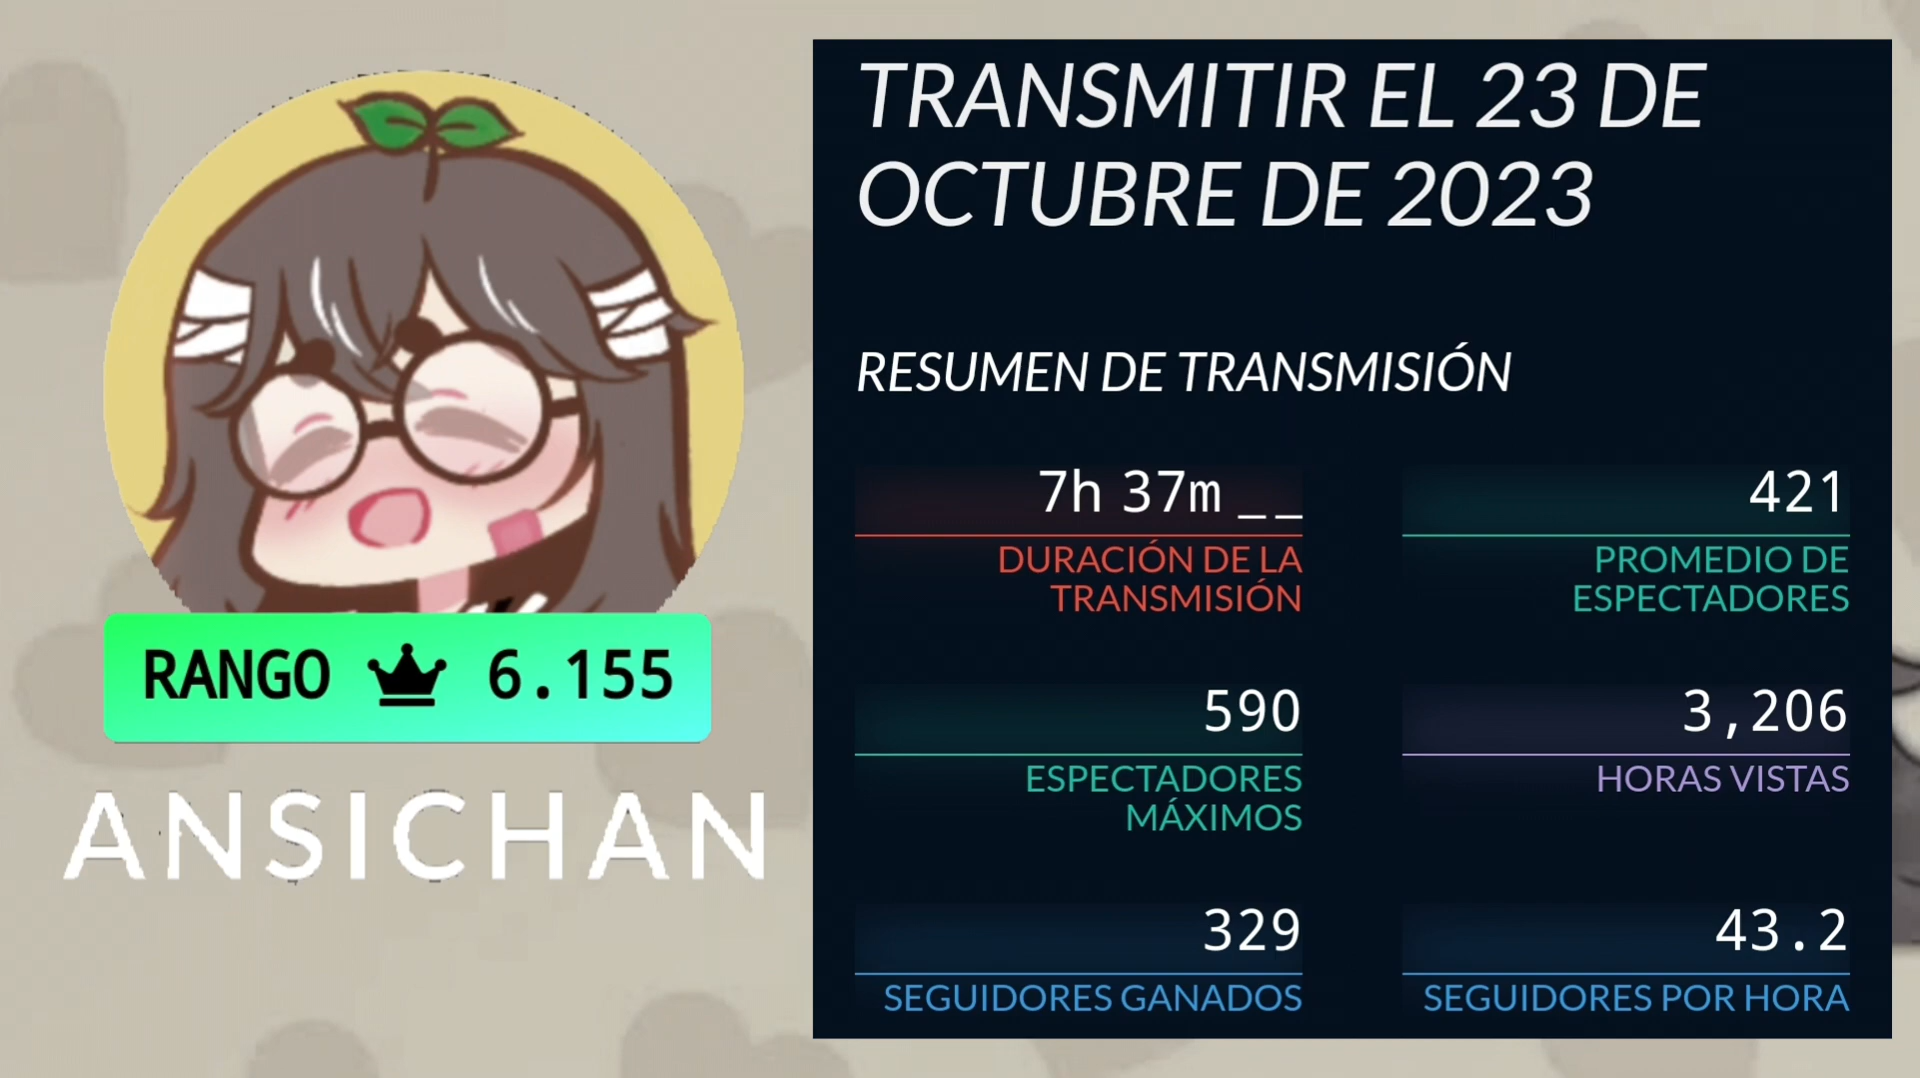 RANGO 6.155
ANSICHAN
TRANSMITIR EL 23 DE
OCTUBRE DE 2023
RESUMEN DE TRANSMISIÓN
7h 37m _ _
DURACIÓN DE LA
TRANSMISIÓN
421
PROMEDIO DE
ESPECTADORES
590
ESPECTADORES
MÁXIMOS
3,206
HORAS VISTAS
329
SEGUIDORES GANADOS
43.2
SEGUIDORES POR HORA